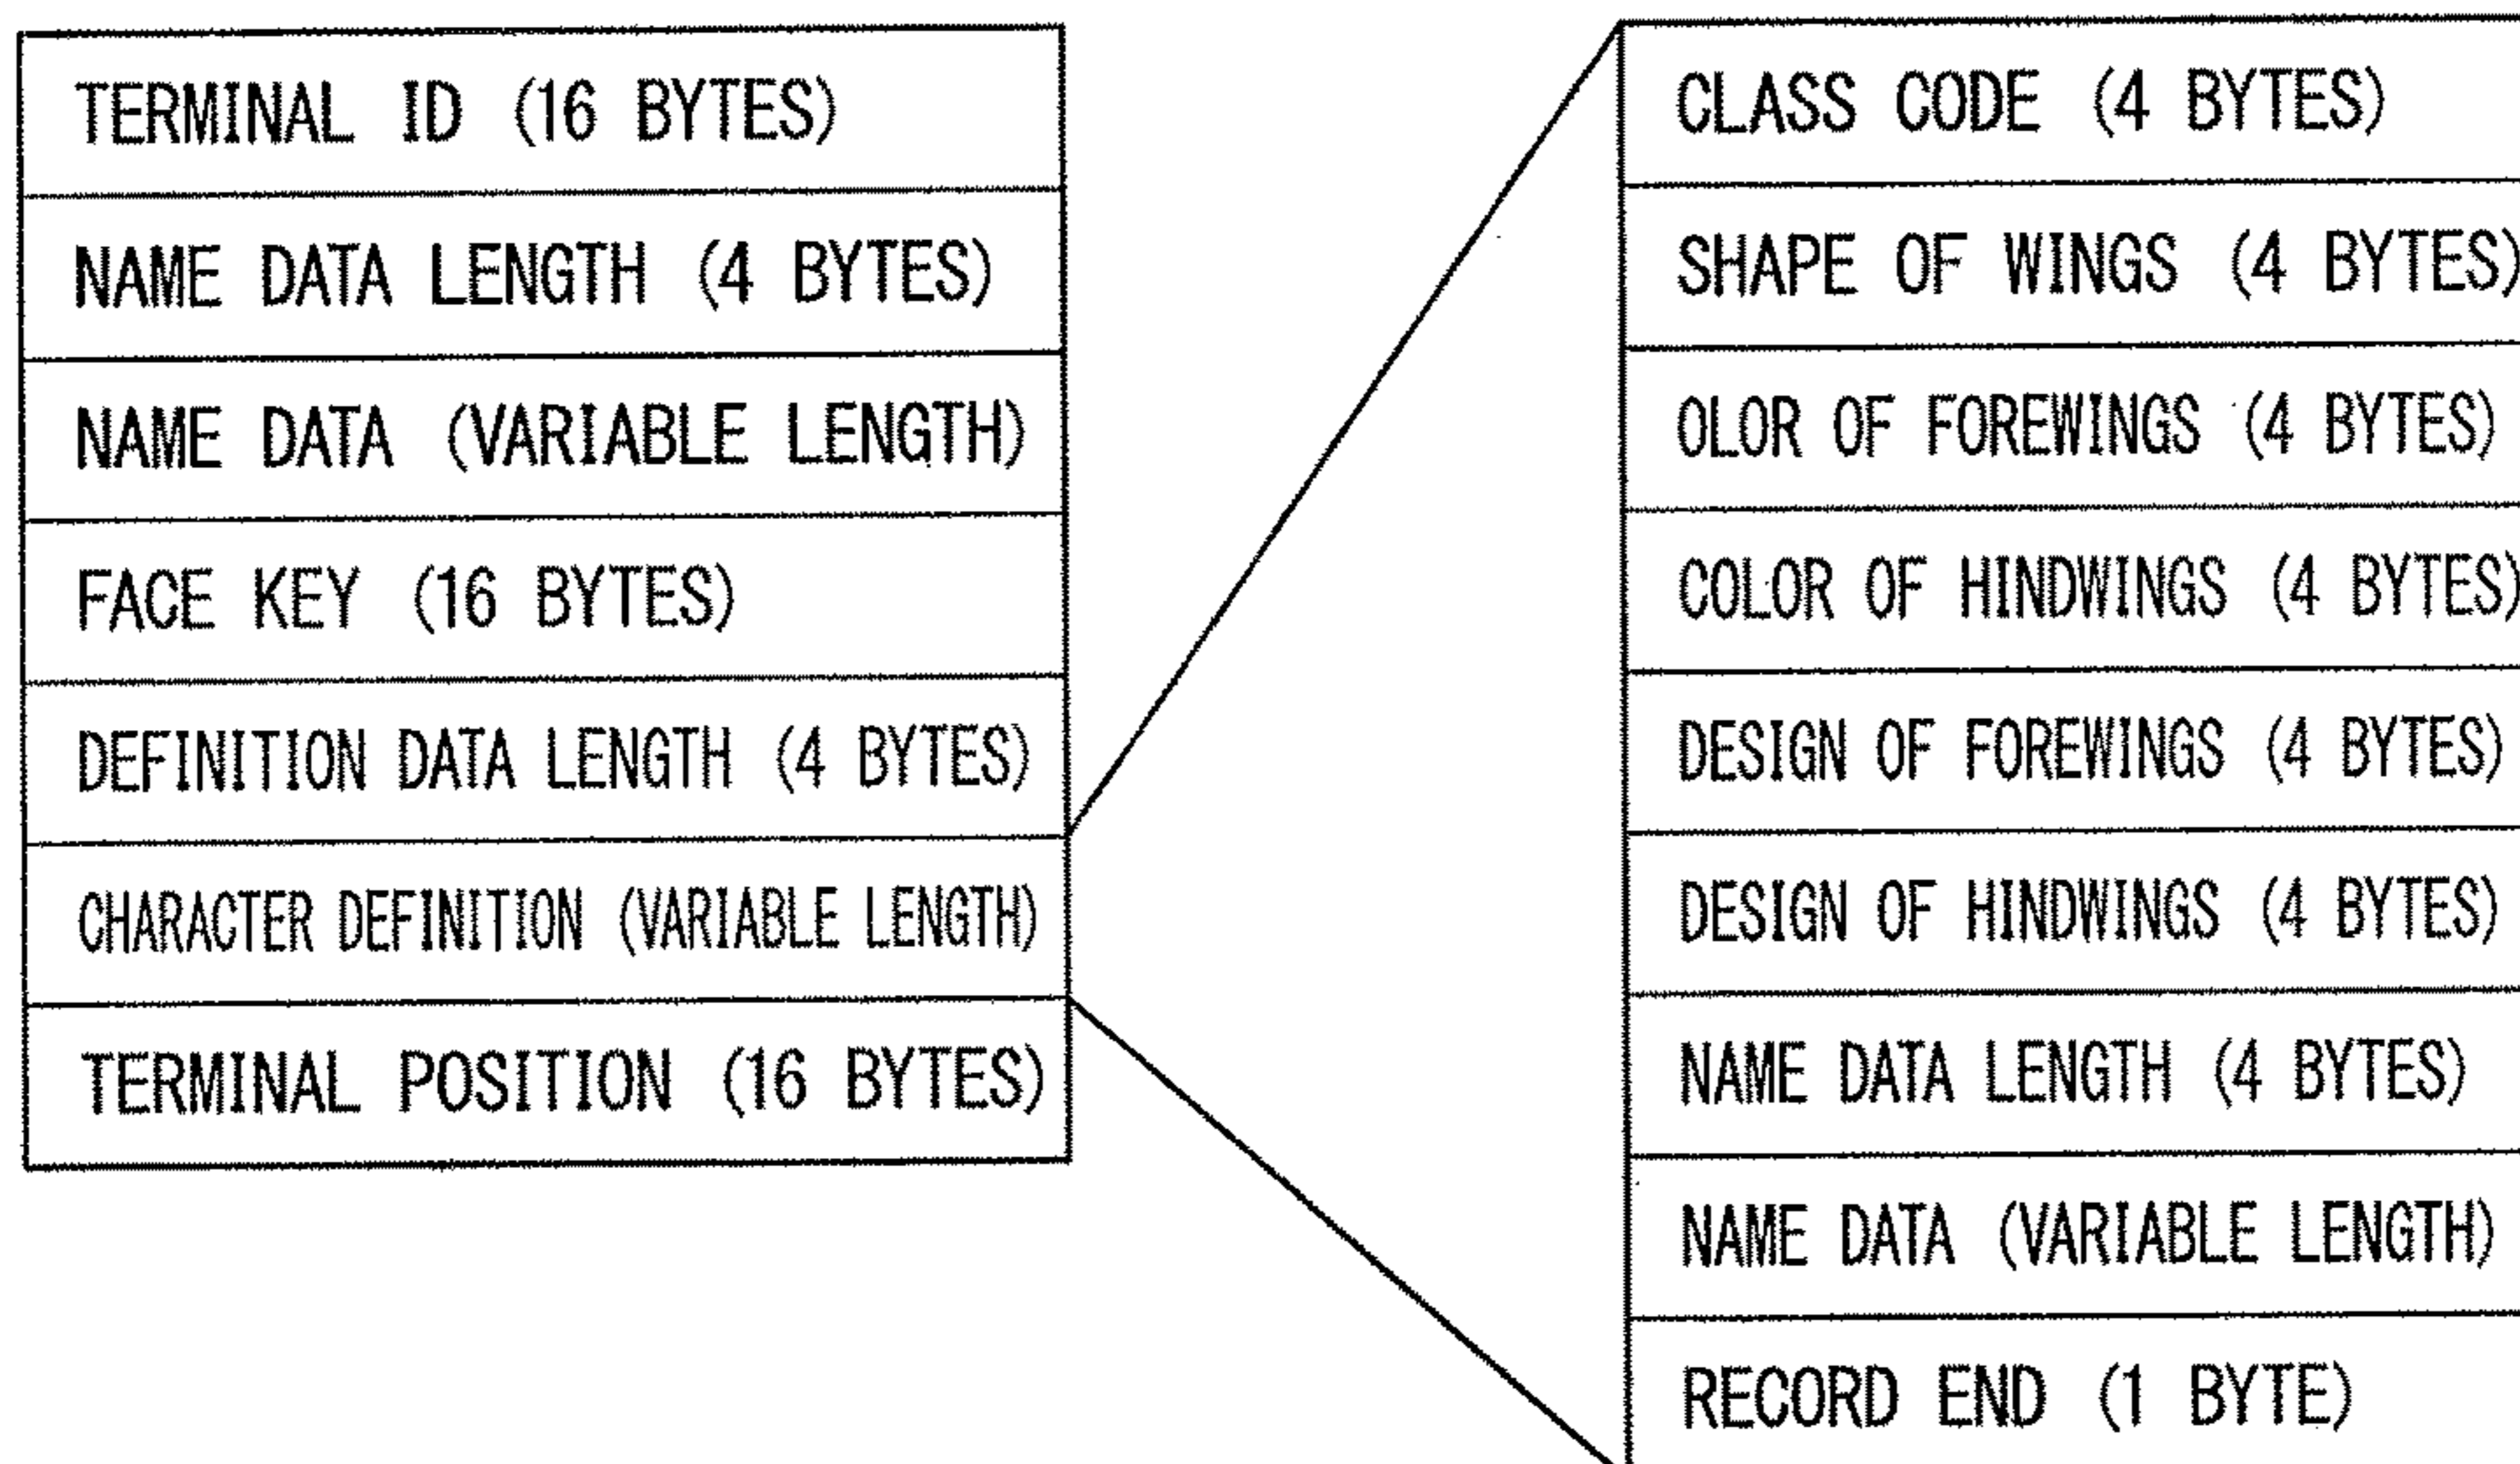 TERMINAL ID (16 BYTES)
NAME DATA LENGTH (4 BYTES)
NAME DATA (VARIABLE LENGTH)
FACE KEY (16 BYTES)
DEFINITION DATA LENGTH (4 BYTES)
CHARACTER DEFINITION (VARIABLE LENGTH)
TERMINAL POSITION (16 BYTES)
CLASS CODE (4 BYTES)
SHAPE OF WINGS (4 BYTES)
OLOR OF FOREWINGS (4 BYTES)
COLOR OF HINDWINGS (4 BYTES)
DESIGN OF FOREWINGS (4 BYTES)
DESIGN OF HINDWINGS (4 BYTES)
NAME DATA LENGTH (4 BYTES)
NAME DATA (VARIABLE LENGTH)
RECORD END (1 BYTE)